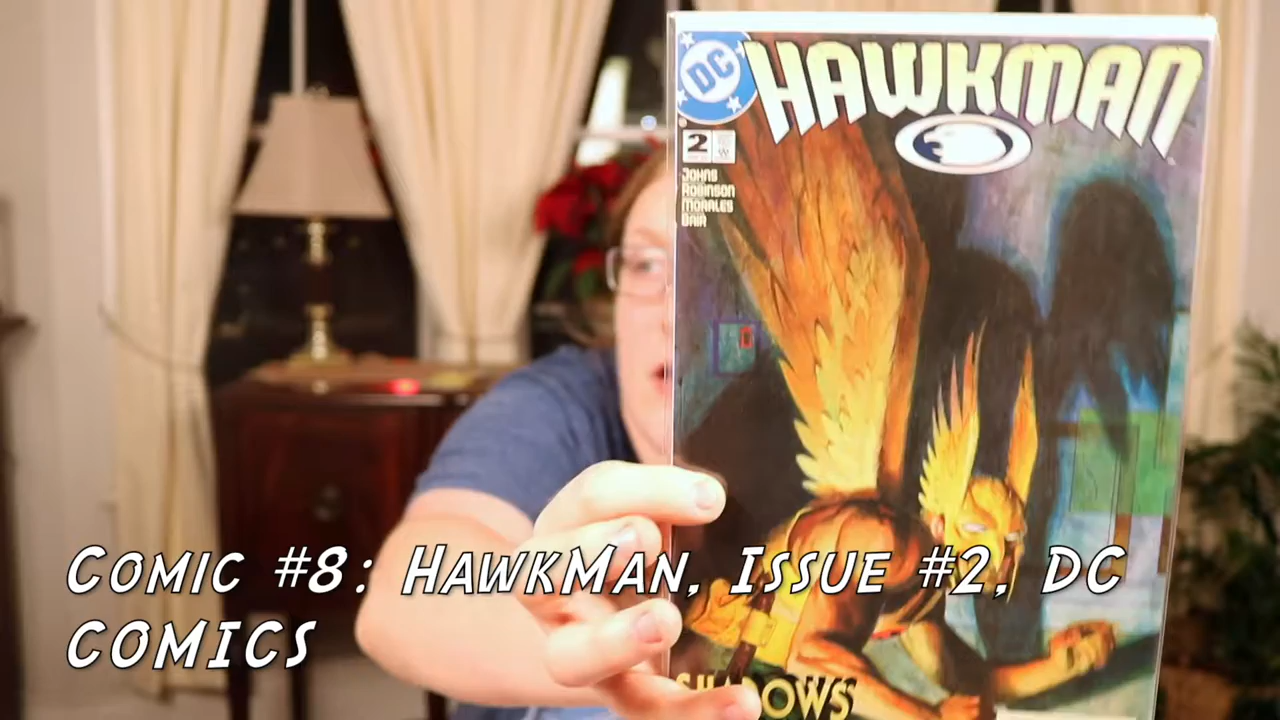 DC
HAWKMAN
2
JOHNS
ROBINSON
MORALES
BAIR
SHADOWS
COMIC #8: HAWKMAN, ISSUE #2, DC
COMICS